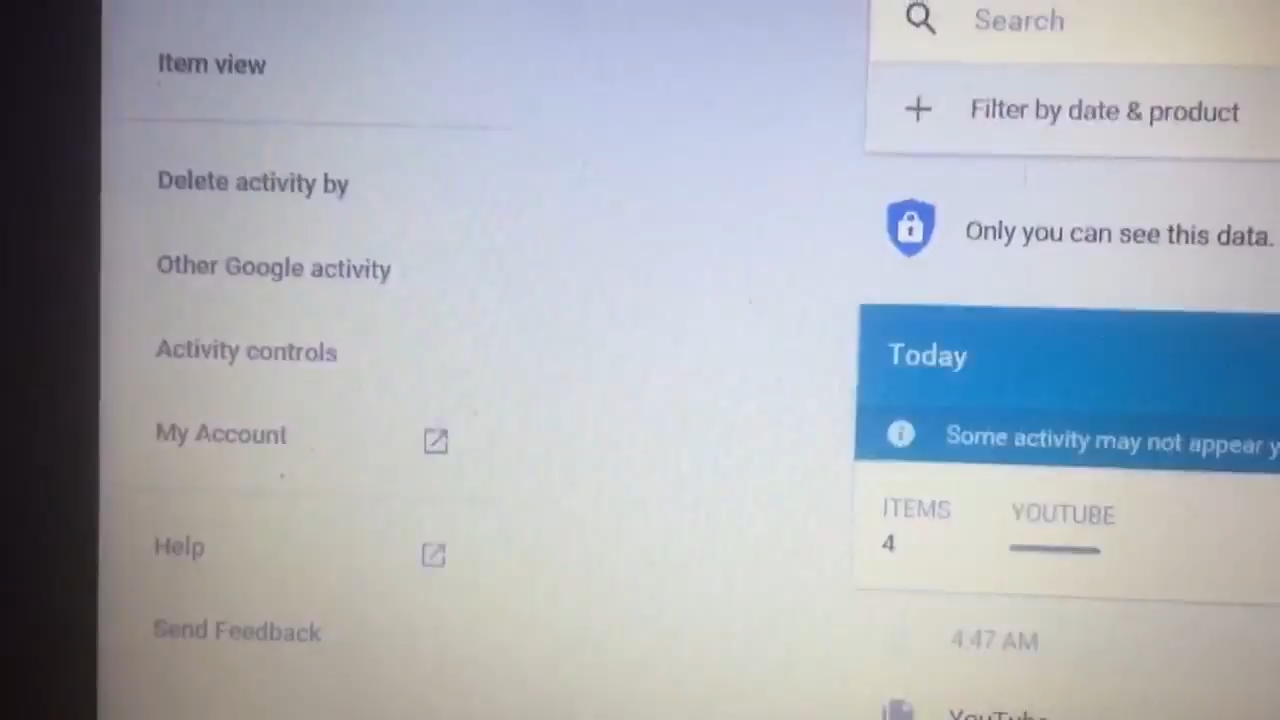 Item view
Delete activity by
Other Google activity
Activity controls
My Account
Help
Send Feedback
Search
Filter by date & product
Only you can see this data.
Today
Some activity may not appear y
ITEMS YOUTUBE
4
4:47 AM
YouTube